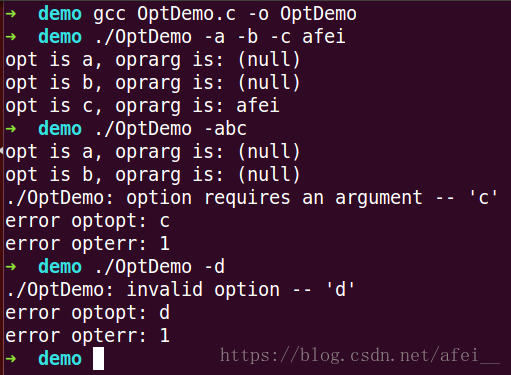 ➜ demo gcc OptDemo.c -o OptDemo
➜ demo ./OptDemo -a -b -c afei
opt is a, oprarg is: (null)
opt is b, oprarg is: (null)
opt is c, oprarg is: afei
➜ demo ./OptDemo -abc
opt is a, oprarg is: (null)
opt is b, oprarg is: (null)
./OptDemo: option requires an argument -- 'c'
error optopt: c
error opterr: 1
➜ demo ./OptDemo -d
./OptDemo: invalid option -- 'd'
error optopt: d
error opterr: 1
➜ demo
https://blog.csdn.net/afei__